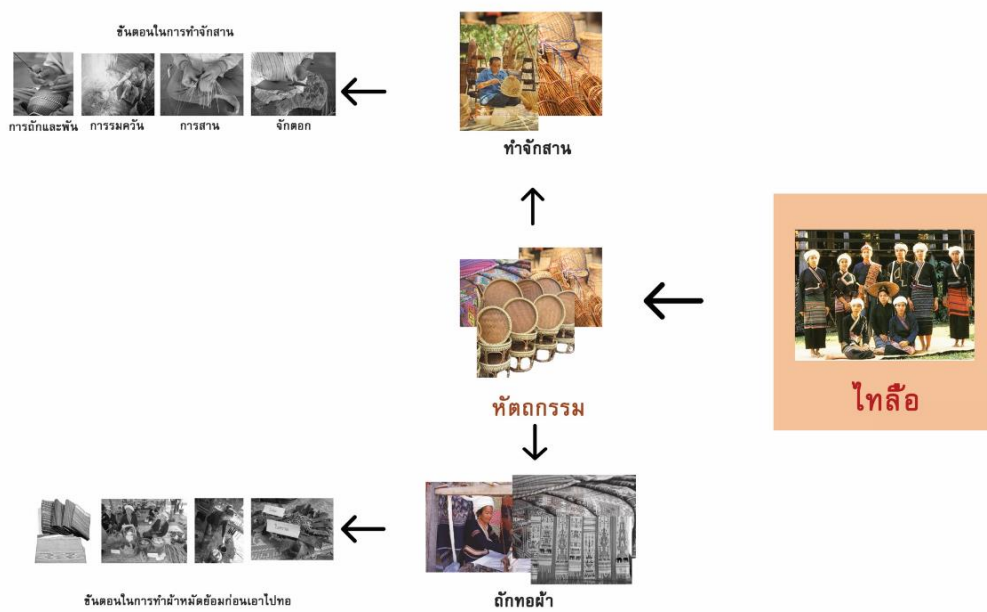 ขั้นตอนในการทำจักสาน
การถักและพัน การรมควัน การสาน จักตอก
ทำจักสาน
หัตถกรรม
ไทลื้อ
ถักทอผ้า
ขั้นตอนในการทำผ้าหมัดย้อมก่อนเอาไปทอ